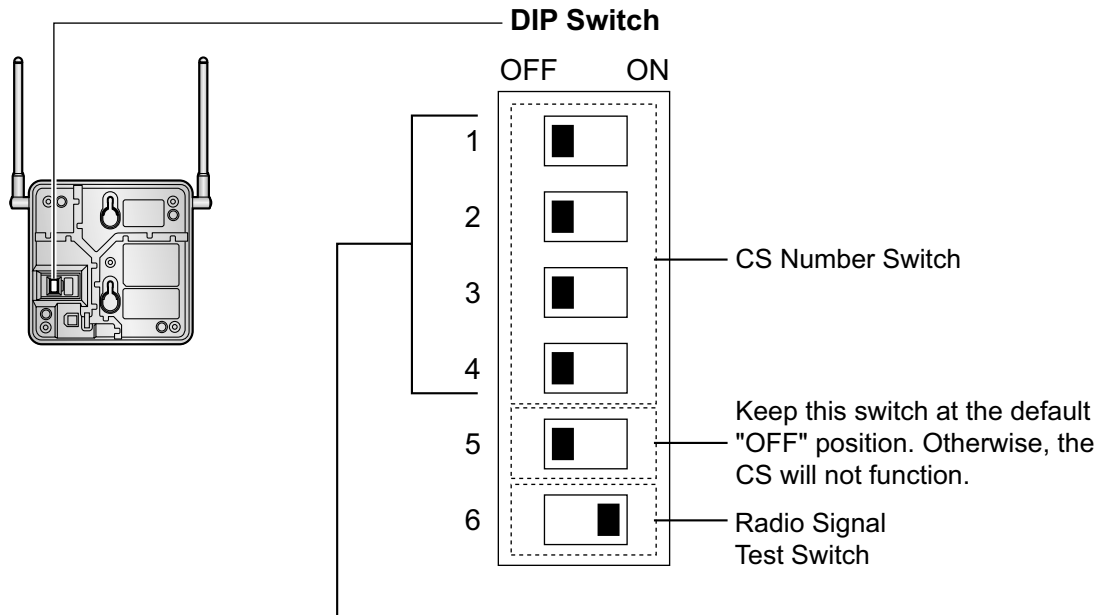 DIP Switch
OFF ON
1
2
3
4
5
6
CS Number Switch
Keep this switch at the default
"OFF" position. Otherwise, the
CS will not function.
Radio Signal
Test Switch